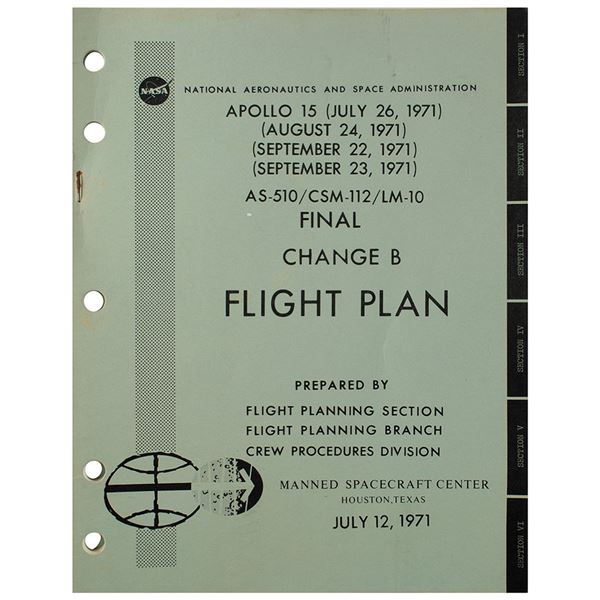 NASA
NATIONAL AERONAUTICS AND SPACE ADMINISTRATION
APOLLO 15 (JULY 26, 1971)
(AUGUST 24, 1971)
(SEPTEMBER 22, 1971)
(SEPTEMBER 23, 1971)
AS-510/CSM-112/LM-10
FINAL
CHANGE B
FLIGHT PLAN
PREPARED BY
FLIGHT PLANNING SECTION
FLIGHT PLANNING BRANCH
CREW PROCEDURES DIVISION
MANNED SPACECRAFT CENTER
HOUSTON,TEXAS
JULY 12, 1971
SECTION I
SECTION II
SECTION III
SECTION IV
SECTION V
SECTION VI